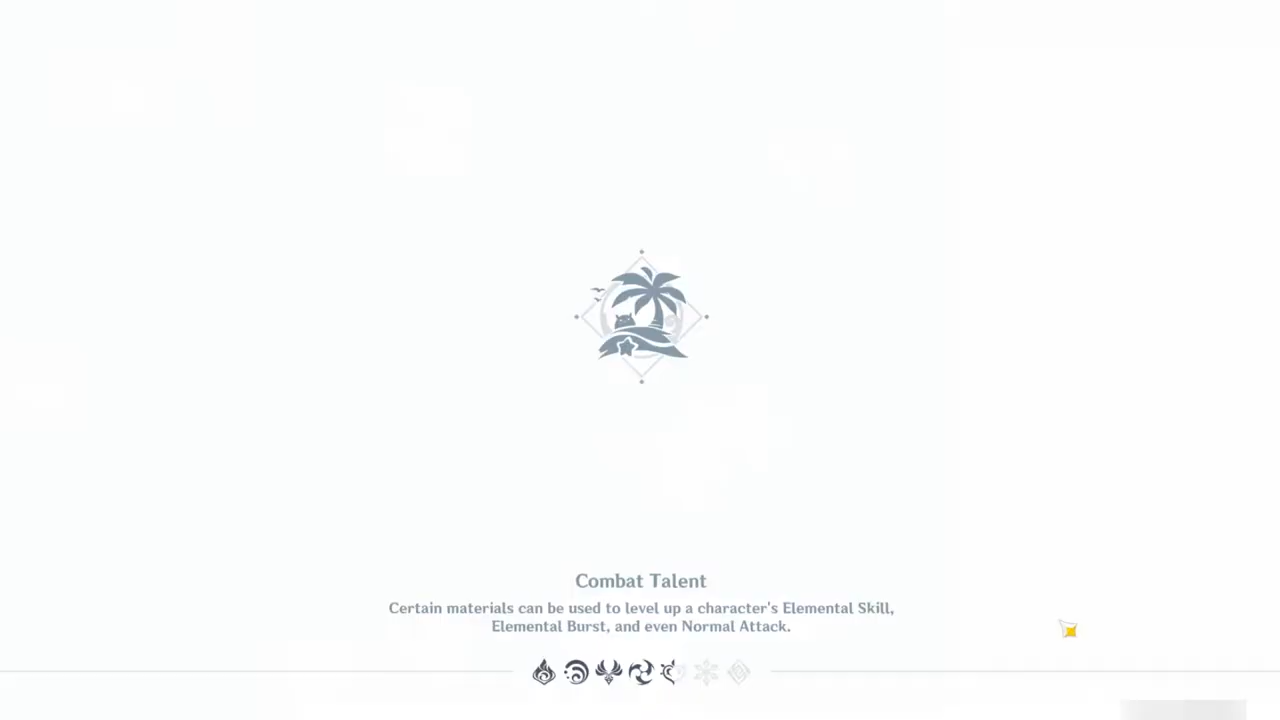 Combat Talent
Certain materials can be used to level up a character's Elemental Skill,
Elemental Burst, and even Normal Attack.